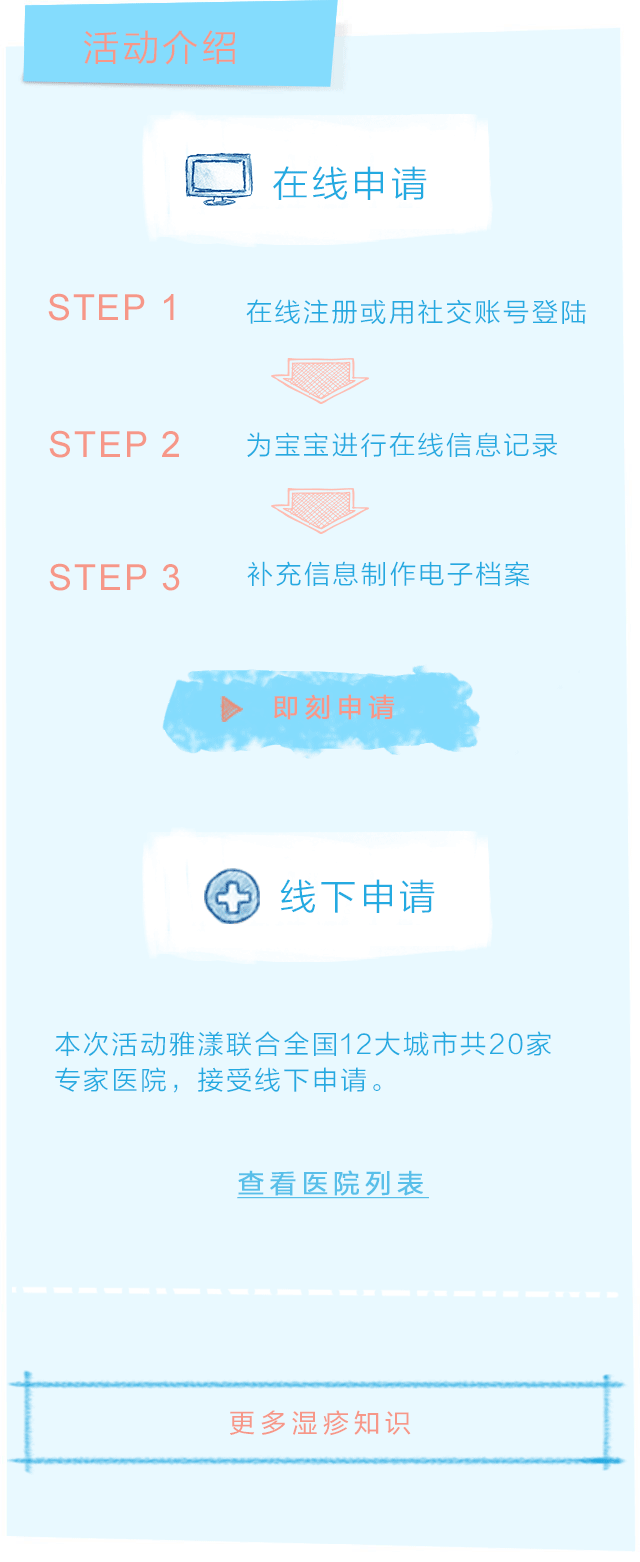 活动介绍
在线申请
STEP 1
在线注册或用社交账号登陆
STEP 2
为宝宝进行在线信息记录
STEP 3
补充信息制作电子档案
即刻申请
线下申请
本次活动雅漾联合全国12大城市共20家
专家医院，接受线下申请。
查看医院列表
更多湿疹知识